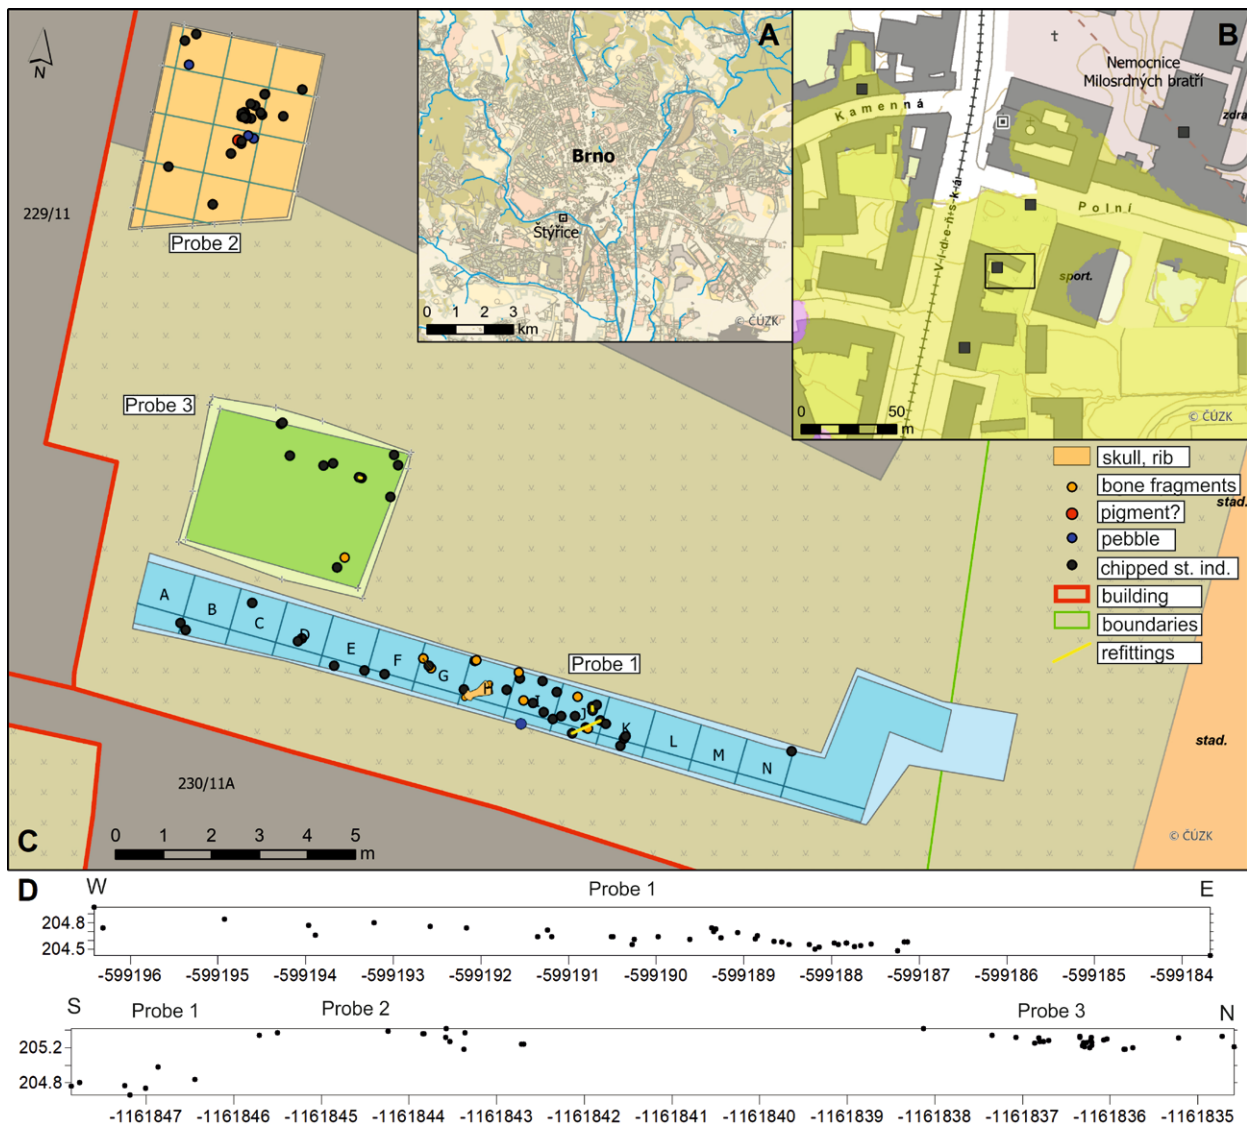 N
229/11
Probe 2
A
Brno
Štýřice
0 1 2 3
km
© ČÚZK
B
†
Nemocnice
Milosrdných bratří
zdra
Kamenná
Vídeňská
Polní
sport.
0 50
m
© ČÚZK
Probe 3
skull, rib
bone fragments
pigment?
pebble
chipped st. ind.
building
boundaries
refittings
stad.
stad.
A B C D E F G H I J K L M N
Probe 1
230/11A
C
0 1 2 3 4 5
m
© ČÚZK
D
W Probe 1 E
204.8
204.5
-599196 -599195 -599194 -599193 -599192 -599191 -599190 -599189 -599188 -599187 -599186 -599185 -599184
S Probe 1 Probe 2 Probe 3 N
205.2
204.8
-1161847 -1161846 -1161845 -1161844 -1161843 -1161842 -1161841 -1161840 -1161839 -1161838 -1161837 -1161836 -1161835